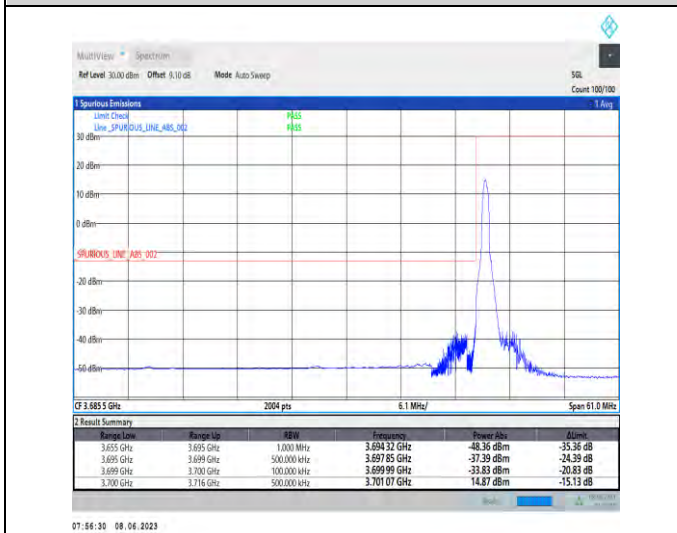 MultiView Spectrum
Ref Level 30.00 dBm Offset 9.10 dB Mode Auto Sweep SGL
Count 100/100
1 Spurious Emissions 1 Avg
Limit Check PASS
Line _SPURIOUS_LINE_ABS_002 PASS
30 dBm
20 dBm
10 dBm
0 dBm
_SPURIOUS_LINE_ABS_002
-20 dBm
-30 dBm
-40 dBm
-50 dBm
CF 3.685 5 GHz 2004 pts 6.1 MHz/ Span 61.0 MHz
2 Result Summary
Range Low Range Up RBW Frequency Power Abs ΔLimit
3.655 GHz 3.695 GHz 1.000 MHz 3.694 32 GHz -48.36 dBm -35.36 dB
3.695 GHz 3.699 GHz 500.000 kHz 3.697 85 GHz -37.39 dBm -24.39 dB
3.699 GHz 3.700 GHz 100.000 kHz 3.699 99 GHz -33.83 dBm -20.83 dB
3.700 GHz 3.716 GHz 500.000 kHz 3.701 07 GHz 14.87 dBm -15.13 dB
07:56:30 08.06.2023